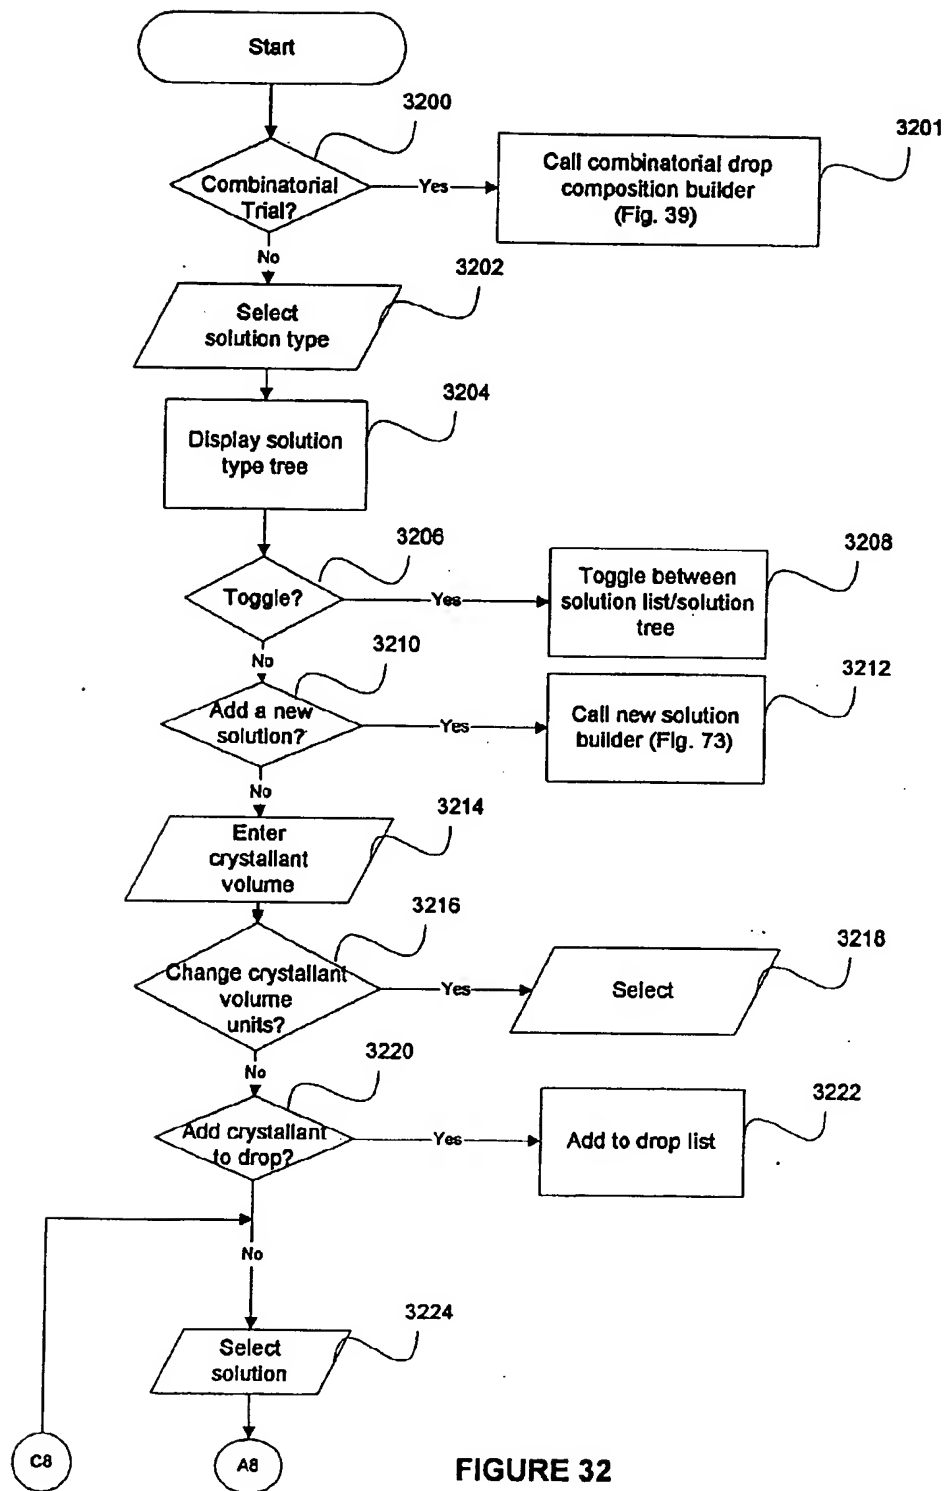 Start
3200
Combinatorial
Trial?
Yes
3201
Call combinatorial drop
composition builder
(Fig. 39)
No
3202
Select
solution type
3204
Display solution
type tree
3206
Toggle?
Yes
3208
Toggle between
solution list/solution
tree
No
3210
Add a new
solution?
Yes
3212
Call new solution
builder (Fig. 73)
No
3214
Enter
crystallant
volume
3216
Change crystallant
volume
units?
Yes
3218
Select
No
3220
Add crystallant
to drop?
Yes
3222
Add to drop list
No
3224
Select
solution
C8
A8
FIGURE 32